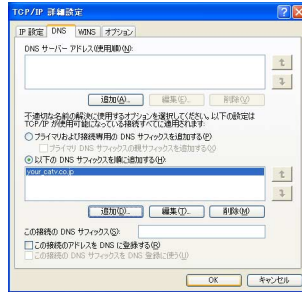 TCP/IP 詳細設定
IP 設定 DNS WINS オプション
DNS サーバー アドレス(使用順)(N):
追加(A)... 編集(E)... 削除(V)
不適切な名前の解決に使用するオプションを選択してください。以下の設定は
TCP/IP が使用可能になっている接続すべてに適用されます:
プライマリおよび接続専用の DNS サフィックスを追加する(P)
プライマリ DNS サフィックスの親サフィックスを追加する(X)
以下の DNS サフィックスを順に追加する(H):
your_catv.co.jp
追加(D)... 編集(T)... 削除(M)
この接続の DNS サフィックス(S):
この接続のアドレスを DNS に登録する(R)
この接続の DNS サフィックスを DNS 登録に使う(U)
OK キャンセル